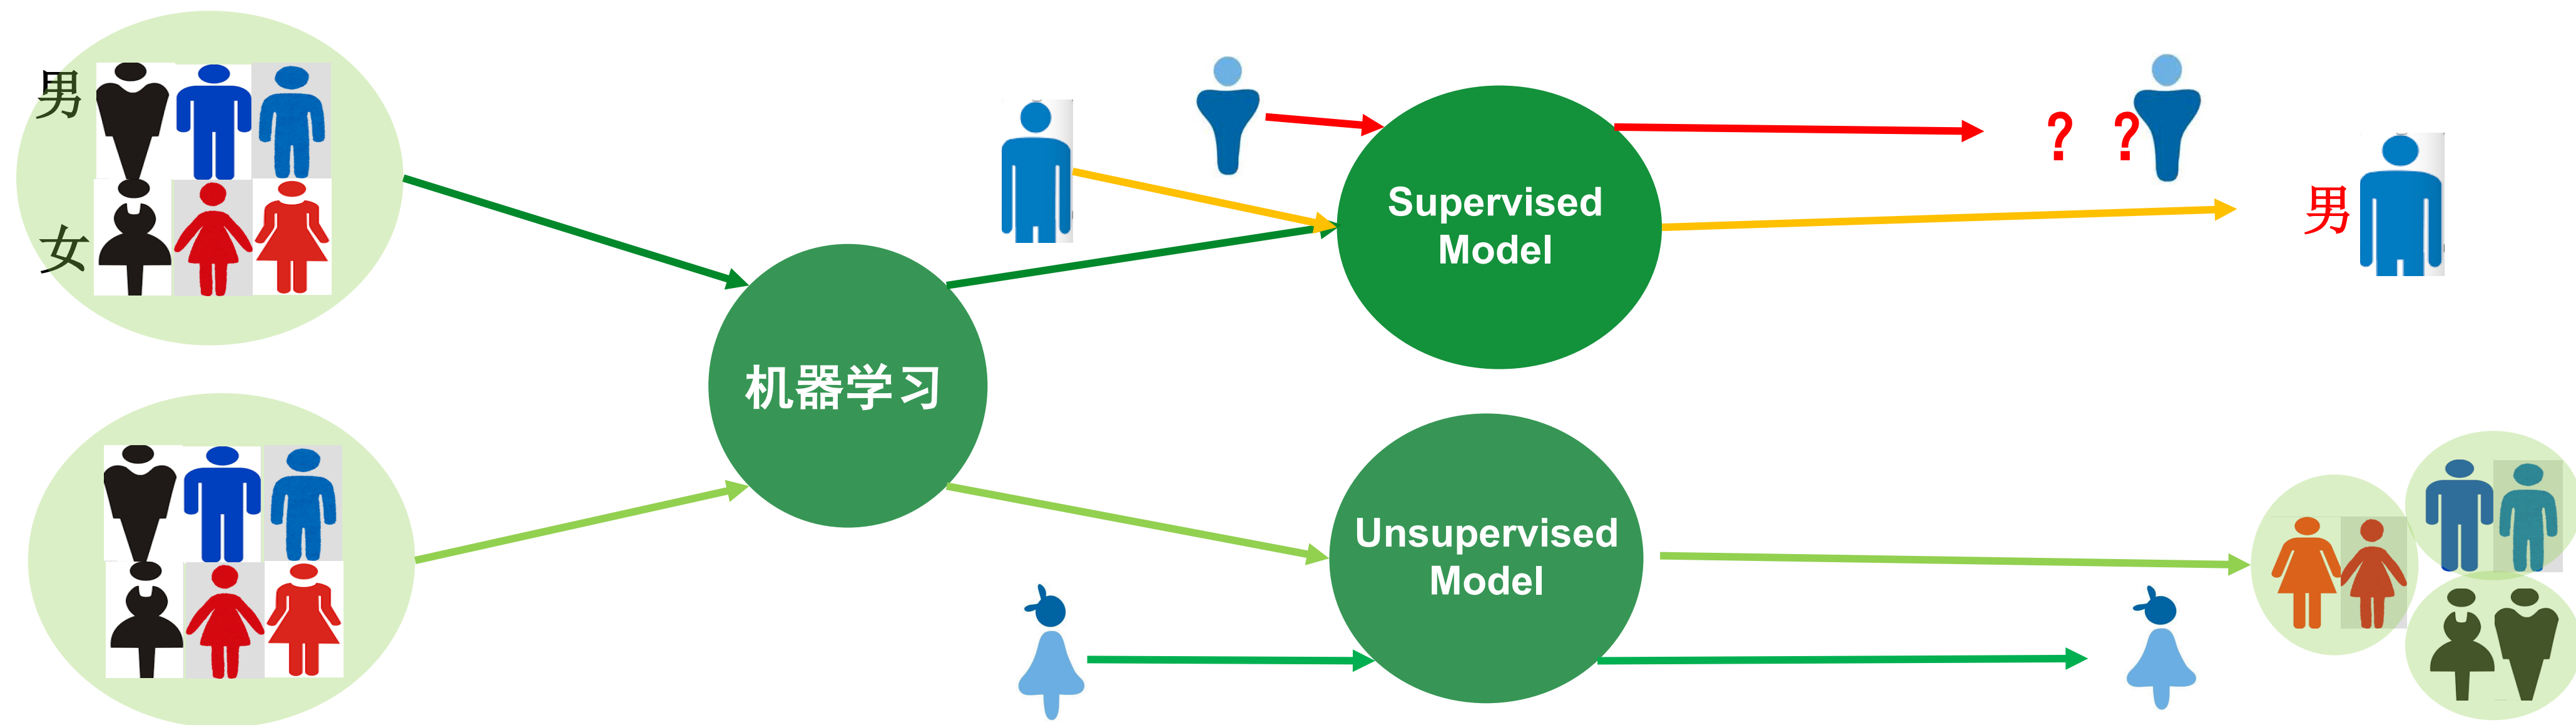 男
女
机器学习
Supervised
Model
？？
男
Unsupervised
Model